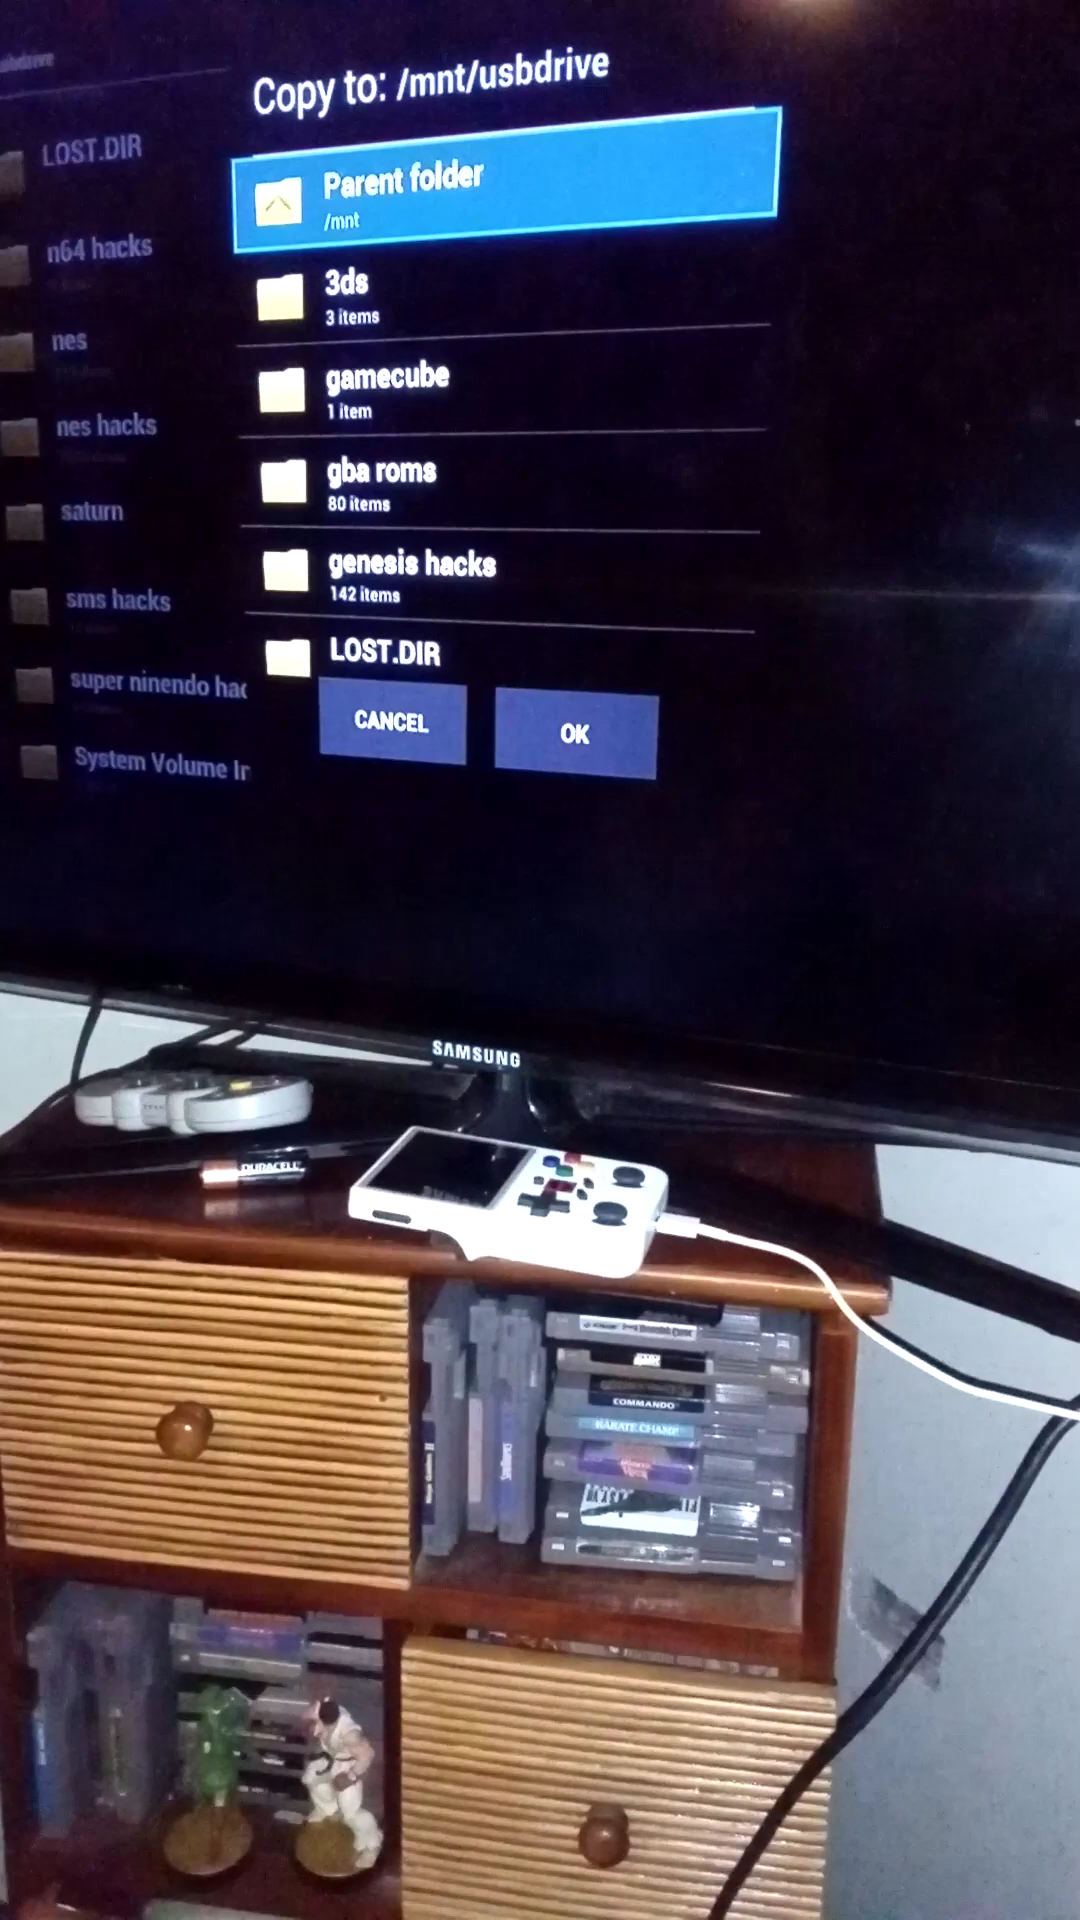 Copy to: /mnt/usbdrive
Parent folder
/mnt
3ds
3 items
gamecube
1 item
gba roms
80 items
genesis hacks
142 items
LOST.DIR
CANCEL
OK
usbdrive
LOST.DIR
n64 hacks
nes
nes hacks
saturn
sms hacks
super ninendo hac
System Volume In
SAMSUNG
DURACELL
COMMANDO
KARATE CHAMP